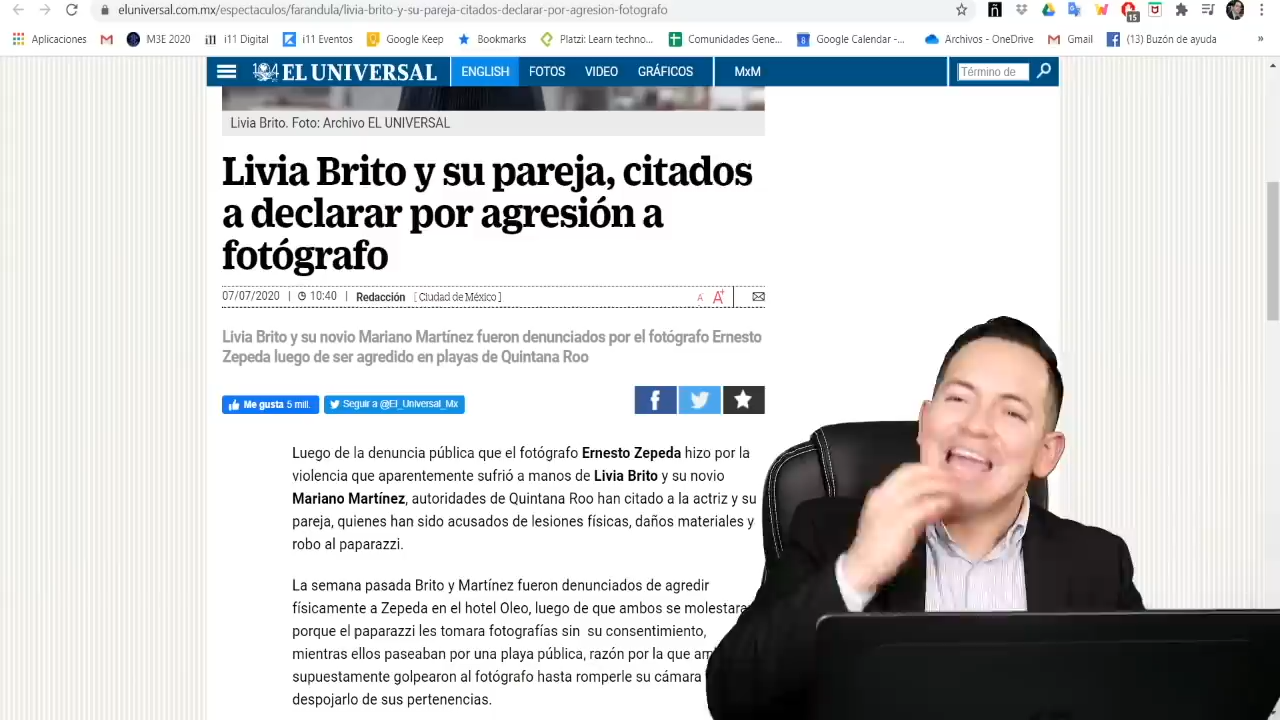 eluniversal.com.mx/espectaculos/farandula/livia-brito-y-su-pareja-citados-declarar-por-agresion-fotografo
15
Aplicaciones M3E 2020 i11 Digital i11 Eventos Google Keep Bookmarks Platzi: Learn techno... Comunidades Gene... Google Calendar -... Archivos - OneDrive Gmail (13) Buzón de ayuda »
EL UNIVERSAL ENGLISH FOTOS VIDEO GRÁFICOS MxM Término de
Livia Brito. Foto: Archivo EL UNIVERSAL
Livia Brito y su pareja, citados
a declarar por agresión a
fotógrafo
07/07/2020 | 10:40 | Redacción [ Ciudad de México ] A- A+
Livia Brito y su novio Mariano Martínez fueron denunciados por el fotógrafo Ernesto
Zepeda luego de ser agredido en playas de Quintana Roo
Me gusta 5 mill. Seguir a @El_Universal_Mx
Luego de la denuncia pública que el fotógrafo Ernesto Zepeda hizo por la
violencia que aparentemente sufrió a manos de Livia Brito y su novio
Mariano Martínez, autoridades de Quintana Roo han citado a la actriz y su
pareja, quienes han sido acusados de lesiones físicas, daños materiales y
robo al paparazzi.
La semana pasada Brito y Martínez fueron denunciados de agredir
físicamente a Zepeda en el hotel Oleo, luego de que ambos se molestara
porque el paparazzi les tomara fotografías sin su consentimiento,
mientras ellos paseaban por una playa pública, razón por la que am
supuestamente golpearon al fotógrafo hasta romperle su cámara
despojarlo de sus pertenencias.